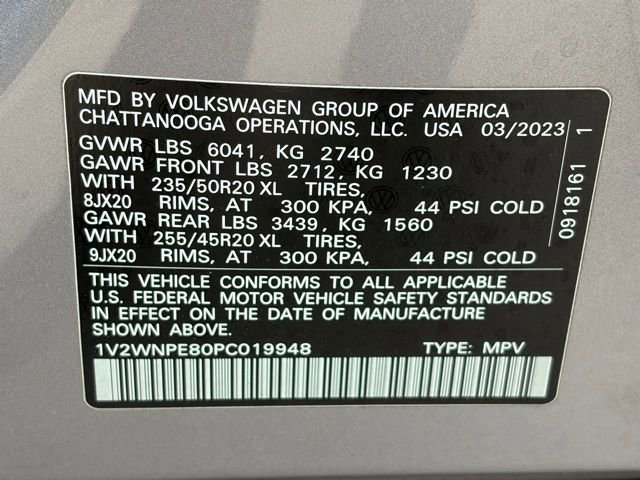 MFD BY VOLKSWAGEN GROUP OF AMERICA
CHATTANOOGA OPERATIONS, LLC. USA 03/2023
GVWR LBS 6041, KG 2740
GAWR FRONT LBS 2712, KG 1230
WITH 235/50R20 XL TIRES,
8JX20 RIMS, AT 300 KPA, 44 PSI COLD
GAWR REAR LBS 3439, KG 1560
WITH 255/45R20 XL TIRES,
9JX20 RIMS, AT 300 KPA, 44 PSI COLD
THIS VEHICLE CONFORMS TO ALL APPLICABLE
U.S. FEDERAL MOTOR VEHICLE SAFETY STANDARDS
IN EFFECT ON THE DATE OF MANUFACTURE
SHOWN ABOVE
1V2WNPE80PC019948 TYPE: MPV
0918161 1